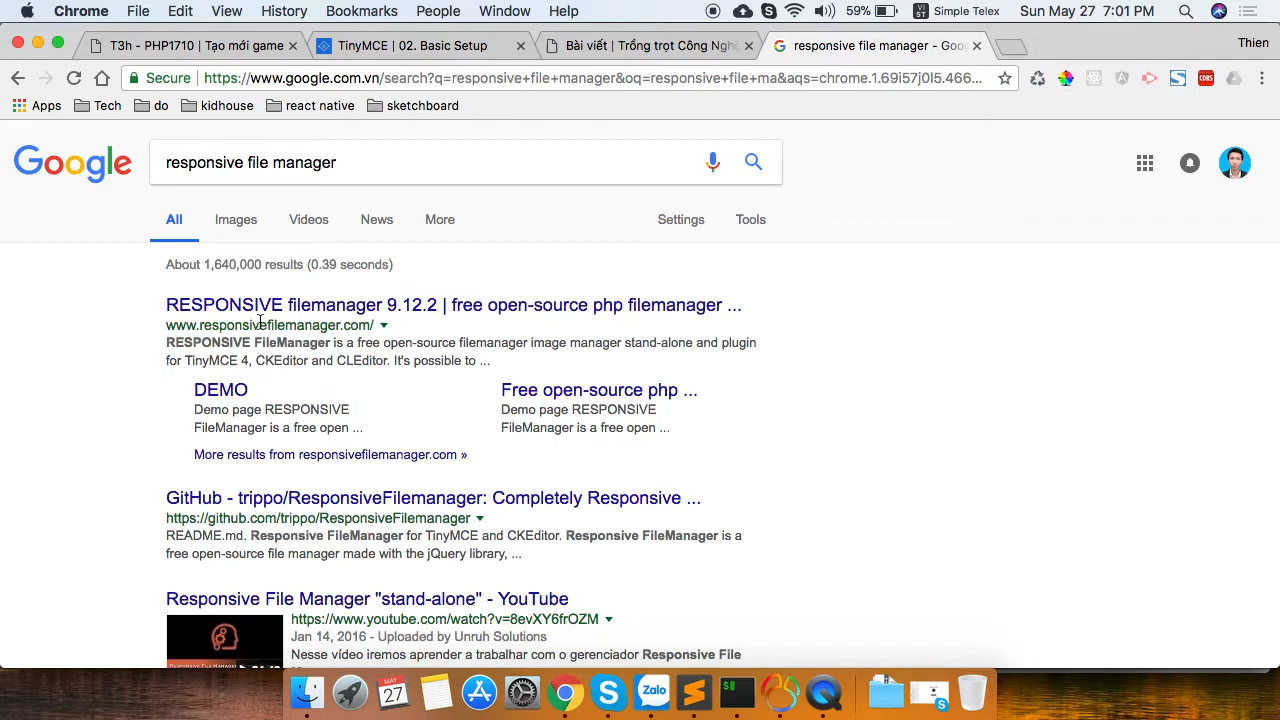 Chrome File Edit View History Bookmarks People Window Help 59% VI ST Simple Telex Sun May 27 7:01 PM
T3h - PHP1710 | Tạo mới game
TinyMCE | 02. Basic Setup
Bài viết | Trồng trọt Công Nghệ
responsive file manager - Goo
Thien
Secure https://www.google.com.vn/search?q=responsive+file+manager&oq=responsive+file+ma&aqs=chrome.1.69i57j0l5.466...
CORS
Apps Tech do kidhouse react native sketchboard
Google
responsive file manager
All Images Videos News More Settings Tools
About 1,640,000 results (0.39 seconds)
RESPONSIVE filemanager 9.12.2 | free open-source php filemanager ...
www.responsivefilemanager.com/
RESPONSIVE FileManager is a free open-source filemanager image manager stand-alone and plugin
for TinyMCE 4, CKEditor and CLEditor. It's possible to ...
DEMO
Demo page RESPONSIVE
FileManager is a free open ...
Free open-source php ...
Demo page RESPONSIVE
FileManager is a free open ...
More results from responsivefilemanager.com »
GitHub - trippo/ResponsiveFilemanager: Completely Responsive ...
https://github.com/trippo/ResponsiveFilemanager
README.md. Responsive FileManager for TinyMCE and CKEditor. Responsive FileManager is a
free open-source file manager made with the jQuery library, ...
Responsive File Manager "stand-alone" - YouTube
https://www.youtube.com/watch?v=8evXY6frOZM
Jan 14, 2016 - Uploaded by Unruh Solutions
Nesse vídeo iremos aprender a trabalhar com o gerenciador Responsive File
MAY
27
Zalo